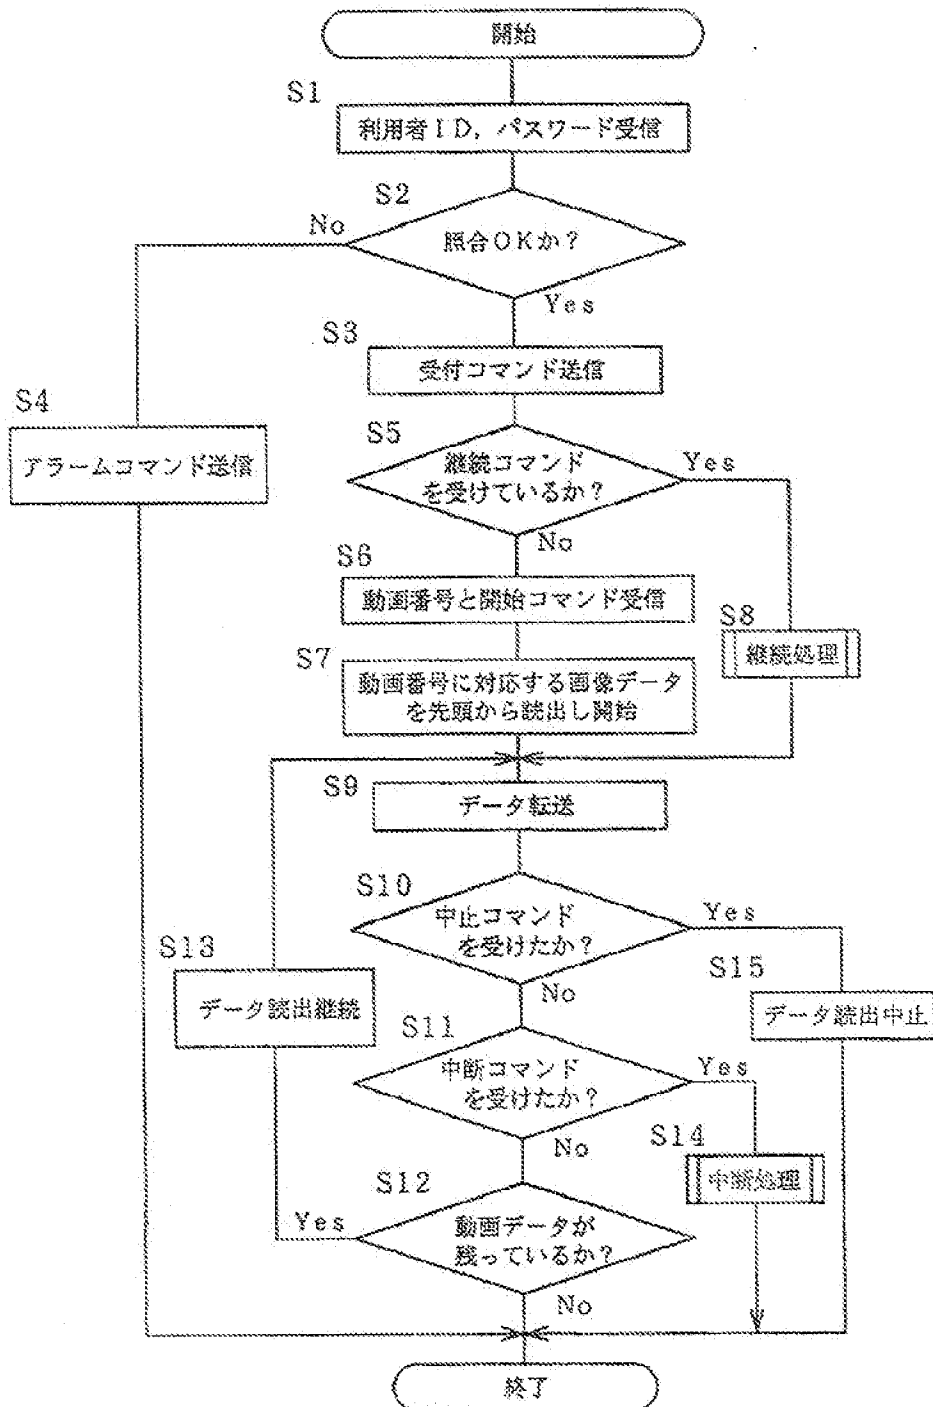 開始
S1
利用者ID,パスワード受信
S2
No
照合OKか?
Yes
S3
受付コマンド送信
S4
アラームコマンド送信
S5
継続コマンド
を受けているか?
Yes
No
S6
動画番号と開始コマンド受信
S8
継続処理
S7
動画番号に対応する画像データ
を先頭から読出し開始
S9
データ転送
S10
中止コマンド
を受けたか?
Yes
S13
データ読出継続
No
S15
データ読出中止
S11
中断コマンド
を受けたか?
Yes
No
S14
中断処理
S12
Yes
動画データが
残っているか?
No
終了